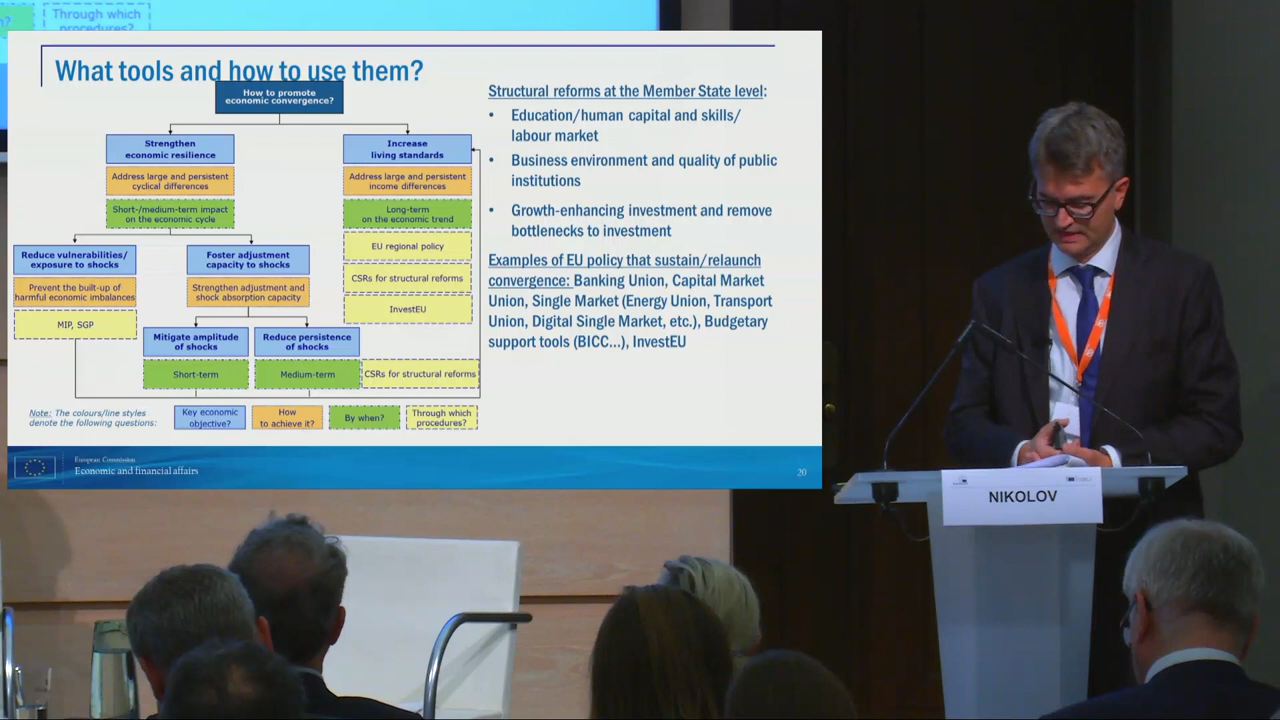 n?
Through which
procedures?
What tools and how to use them?
How to promote
economic convergence?
Strengthen
economic resilience
Increase
living standards
Address large and persistent
cyclical differences
Address large and persistent
income differences
Short-/medium-term impact
on the economic cycle
Long-term
on the economic trend
EU regional policy
Reduce vulnerabilities/
exposure to shocks
Foster adjustment
capacity to shocks
CSRs for structural reforms
Prevent the built-up of
harmful economic imbalances
Strengthen adjustment and
shock absorption capacity
InvestEU
MIP, SGP
Mitigate amplitude
of shocks
Reduce persistence
of shocks
Short-term
Medium-term
CSRs for structural reforms
Note: The colours/line styles
denote the following questions:
Key economic
objective?
How
to achieve it?
By when?
Through which
procedures?
Structural reforms at the Member State level:
• Education/human capital and skills/
labour market
• Business environment and quality of public
institutions
• Growth-enhancing investment and remove
bottlenecks to investment
Examples of EU policy that sustain/relaunch
convergence: Banking Union, Capital Market
Union, Single Market (Energy Union, Transport
Union, Digital Single Market, etc.), Budgetary
support tools (BICC...), InvestEU
European Commission
Economic and financial affairs
20
NIKOLOV